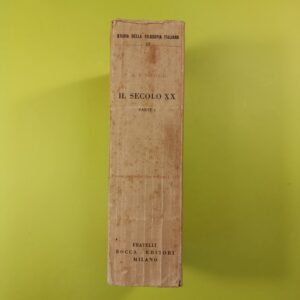 STORIA DELLA FILOSOFIA ITALIANA
IL SECOLO XX
PARTE I
FRATELLI
BOCCA - EDITORI
MILANO